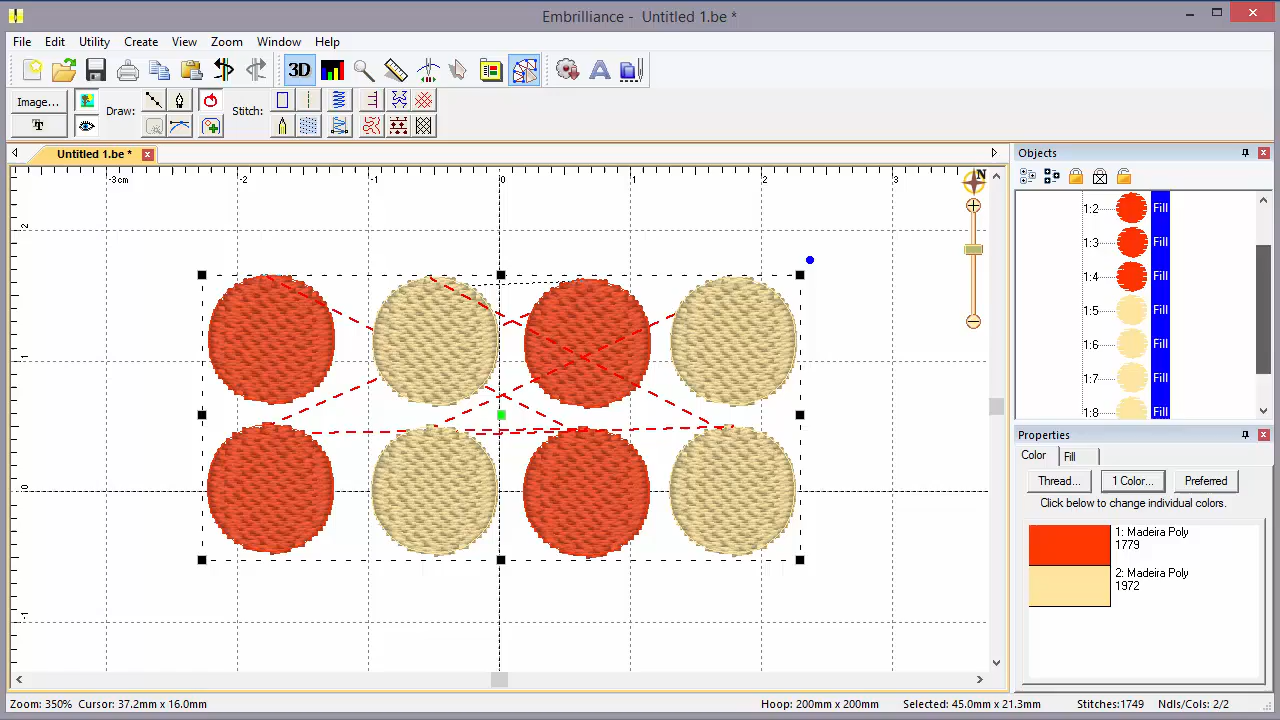 Embrilliance - Untitled 1.be *
File Edit Utility Create View Zoom Window Help
3D
Image... Draw: Stitch:
Untitled 1.be *
Objects
-3cm -2 -1 0 1 2 3
N
1:2 Fill
1:3 Fill
1:4 Fill
1:5 Fill
1:6 Fill
1:7 Fill
1:8 Fill
2
1
0
-1
Properties
Color Fill
Thread... 1 Color... Preferred
Click below to change individual colors.
1: Madeira Poly
1779
2: Madeira Poly
1972
Zoom: 350% Cursor: 37.2mm x 16.0mm Hoop: 200mm x 200mm Selected: 45.0mm x 21.3mm Stitches:1749 Ndls/Cols: 2/2